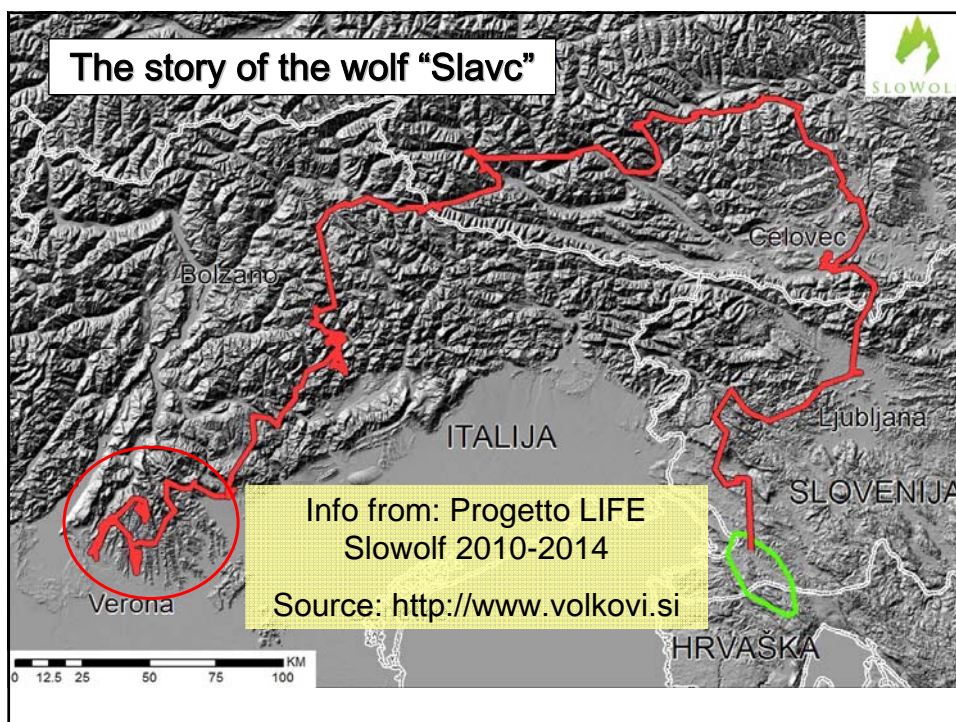 The story of the wolf “Slavc”
SLOWOLF
Celovec
Bolzano
Ljubljana
ITALIJA
SLOVENIJA
Info from: Progetto LIFE
Slowolf 2010-2014
Source: http://www.volkovi.si
Verona
HRVAŠKA
KM
0 12.5 25 50 75 100